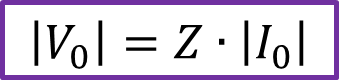 |V₀| = Z · |I₀|